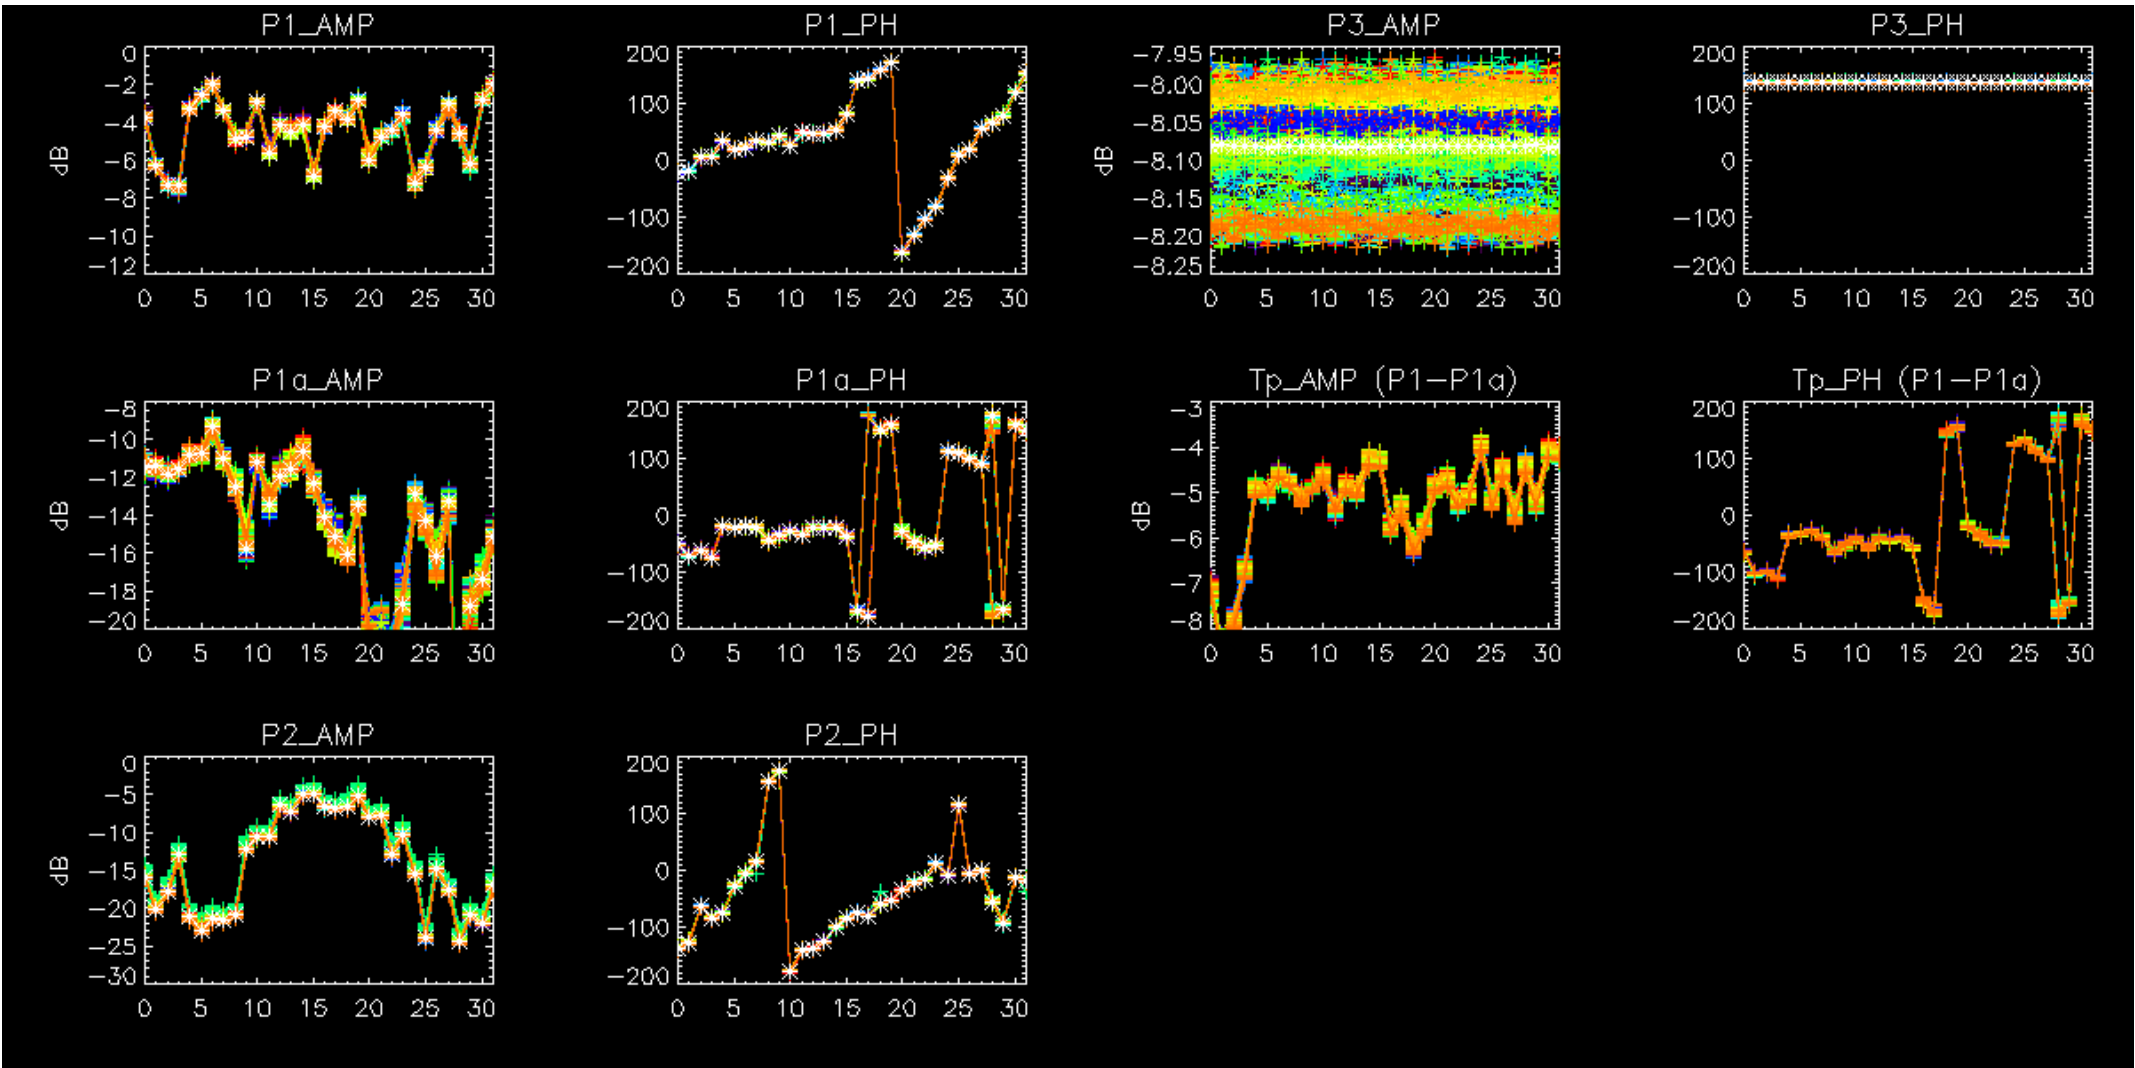 P1_AMP
0
−2
−4
−6
−8
−10
−12
dB
0 5 10 15 20 25 30
P1_PH
200
100
0
−100
−200
0 5 10 15 20 25 30
P3_AMP
−7.95
−8.00
−8.05
−8.10
−8.15
−8.20
−8.25
dB
0 5 10 15 20 25 30
P3_PH
200
100
0
−100
−200
0 5 10 15 20 25 30
P1a_AMP
−8
−10
−12
−14
−16
−18
−20
dB
0 5 10 15 20 25 30
P1a_PH
200
100
0
−100
−200
0 5 10 15 20 25 30
Tp_AMP (P1−P1a)
−3
−4
−5
−6
−7
−8
dB
0 5 10 15 20 25 30
Tp_PH (P1−P1a)
200
100
0
−100
−200
0 5 10 15 20 25 30
P2_AMP
0
−5
−10
−15
−20
−25
−30
dB
0 5 10 15 20 25 30
P2_PH
200
100
0
−100
−200
0 5 10 15 20 25 30